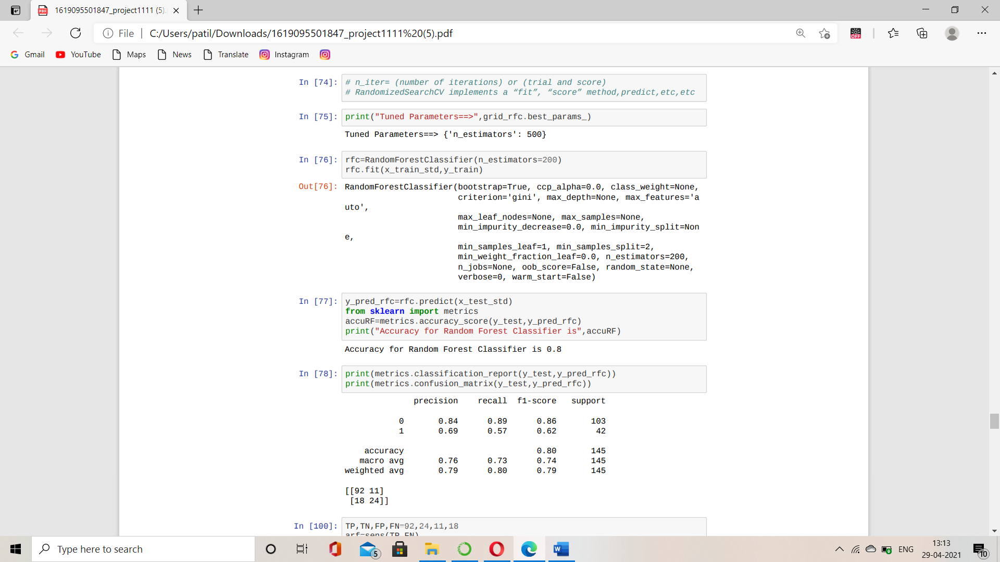 1619095501847_project1111 (5).
File C:/Users/patil/Downloads/1619095501847_project1111%20(5).pdf
OFF
Gmail YouTube Maps News Translate Instagram
In [74]: # n_iter= (number of iterations) or (trial and score)
# RandomizedSearchCV implements a “fit”, “score” method,predict,etc,etc
In [75]: print("Tuned Parameters==>",grid_rfc.best_params_)
Tuned Parameters==> {'n_estimators': 500}
In [76]: rfc=RandomForestClassifier(n_estimators=200)
rfc.fit(x_train_std,y_train)
Out[76]: RandomForestClassifier(bootstrap=True, ccp_alpha=0.0, class_weight=None,
criterion='gini', max_depth=None, max_features='a
uto',
max_leaf_nodes=None, max_samples=None,
min_impurity_decrease=0.0, min_impurity_split=Non
e,
min_samples_leaf=1, min_samples_split=2,
min_weight_fraction_leaf=0.0, n_estimators=200,
n_jobs=None, oob_score=False, random_state=None,
verbose=0, warm_start=False)
In [77]: y_pred_rfc=rfc.predict(x_test_std)
from sklearn import metrics
accuRF=metrics.accuracy_score(y_test,y_pred_rfc)
print("Accuracy for Random Forest Classifier is",accuRF)
Accuracy for Random Forest Classifier is 0.8
In [78]: print(metrics.classification_report(y_test,y_pred_rfc))
print(metrics.confusion_matrix(y_test,y_pred_rfc))
precision recall f1-score support
0 0.84 0.89 0.86 103
1 0.69 0.57 0.62 42
accuracy 0.80 145
macro avg 0.76 0.73 0.74 145
weighted avg 0.79 0.80 0.79 145
[[92 11]
[18 24]]
In [100]: TP,TN,FP,FN=92,24,11,18
arf=sens(TP,FN)
Type here to search
5
ENG
13:13
29-04-2021
10